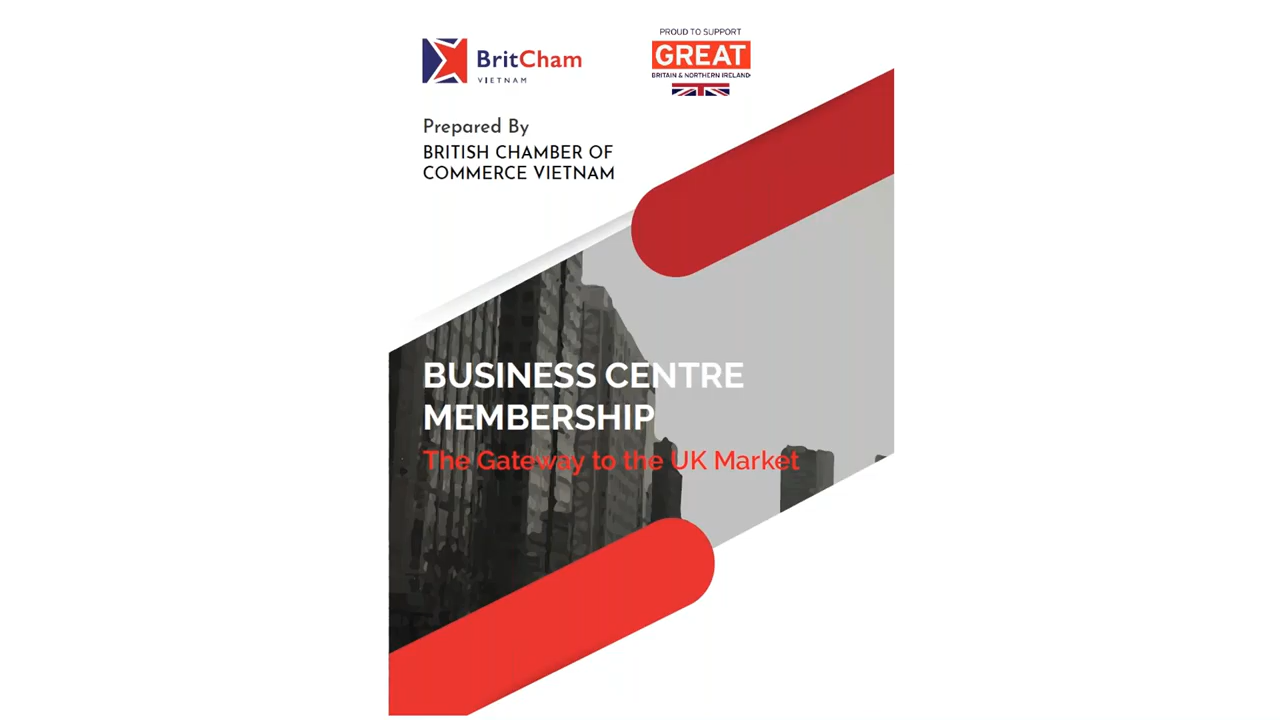 BritCham
VIETNAM
PROUD TO SUPPORT
GREAT
BRITAIN & NORTHERN IRELAND
Prepared By
BRITISH CHAMBER OF
COMMERCE VIETNAM
BUSINESS CENTRE
MEMBERSHIP
The Gateway to the UK Market